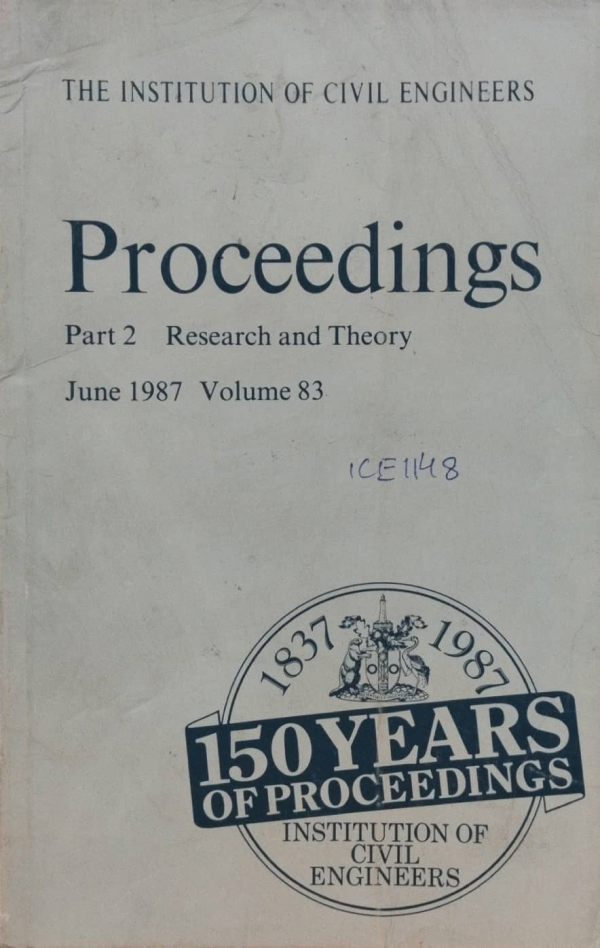 THE INSTITUTION OF CIVIL ENGINEERS
Proceedings
Part 2 Research and Theory
June 1987 Volume 83
ICE1148
1837 1987
150 YEARS
OF PROCEEDINGS
INSTITUTION OF
CIVIL
ENGINEERS